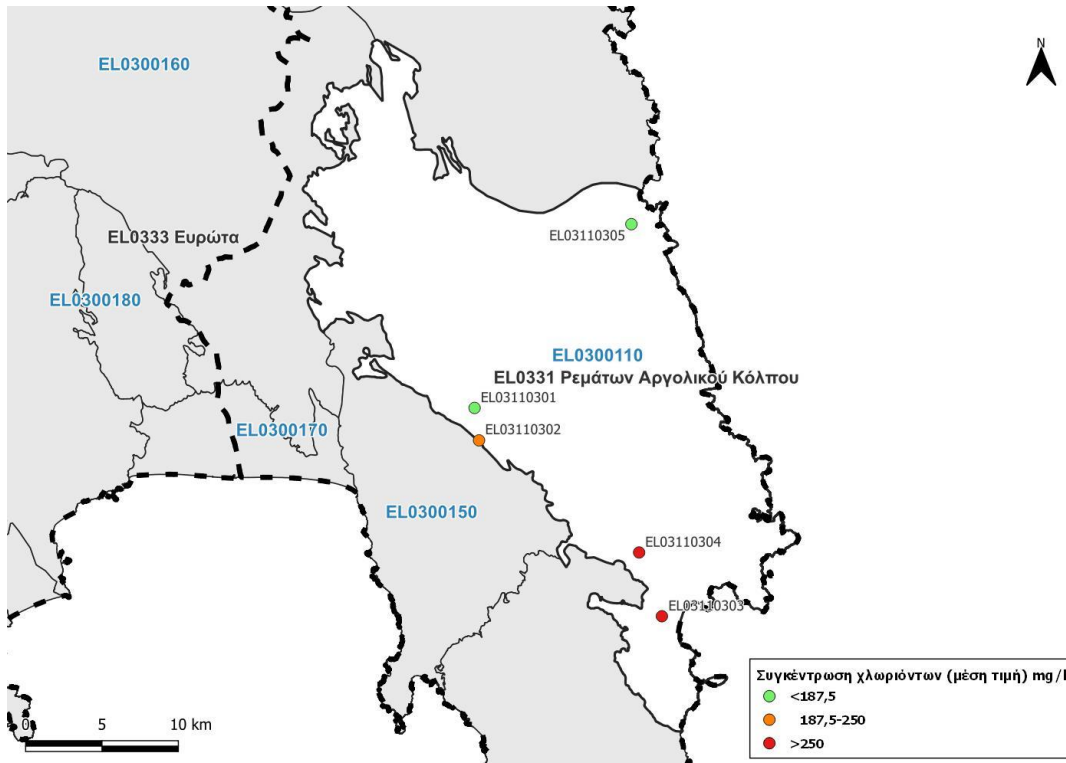 N
EL0300160
EL03110305
EL0333 Ευρώτα
EL0300180
EL0300110
EL0331 Ρεμάτων Αργολικού Κόλπου
EL03110301
EL0300170
EL03110302
EL0300150
EL03110304
EL03110303
Συγκέντρωση χλωριόντων (μέση τιμή) mg/l
<187,5
187,5-250
>250
0 5 10 km